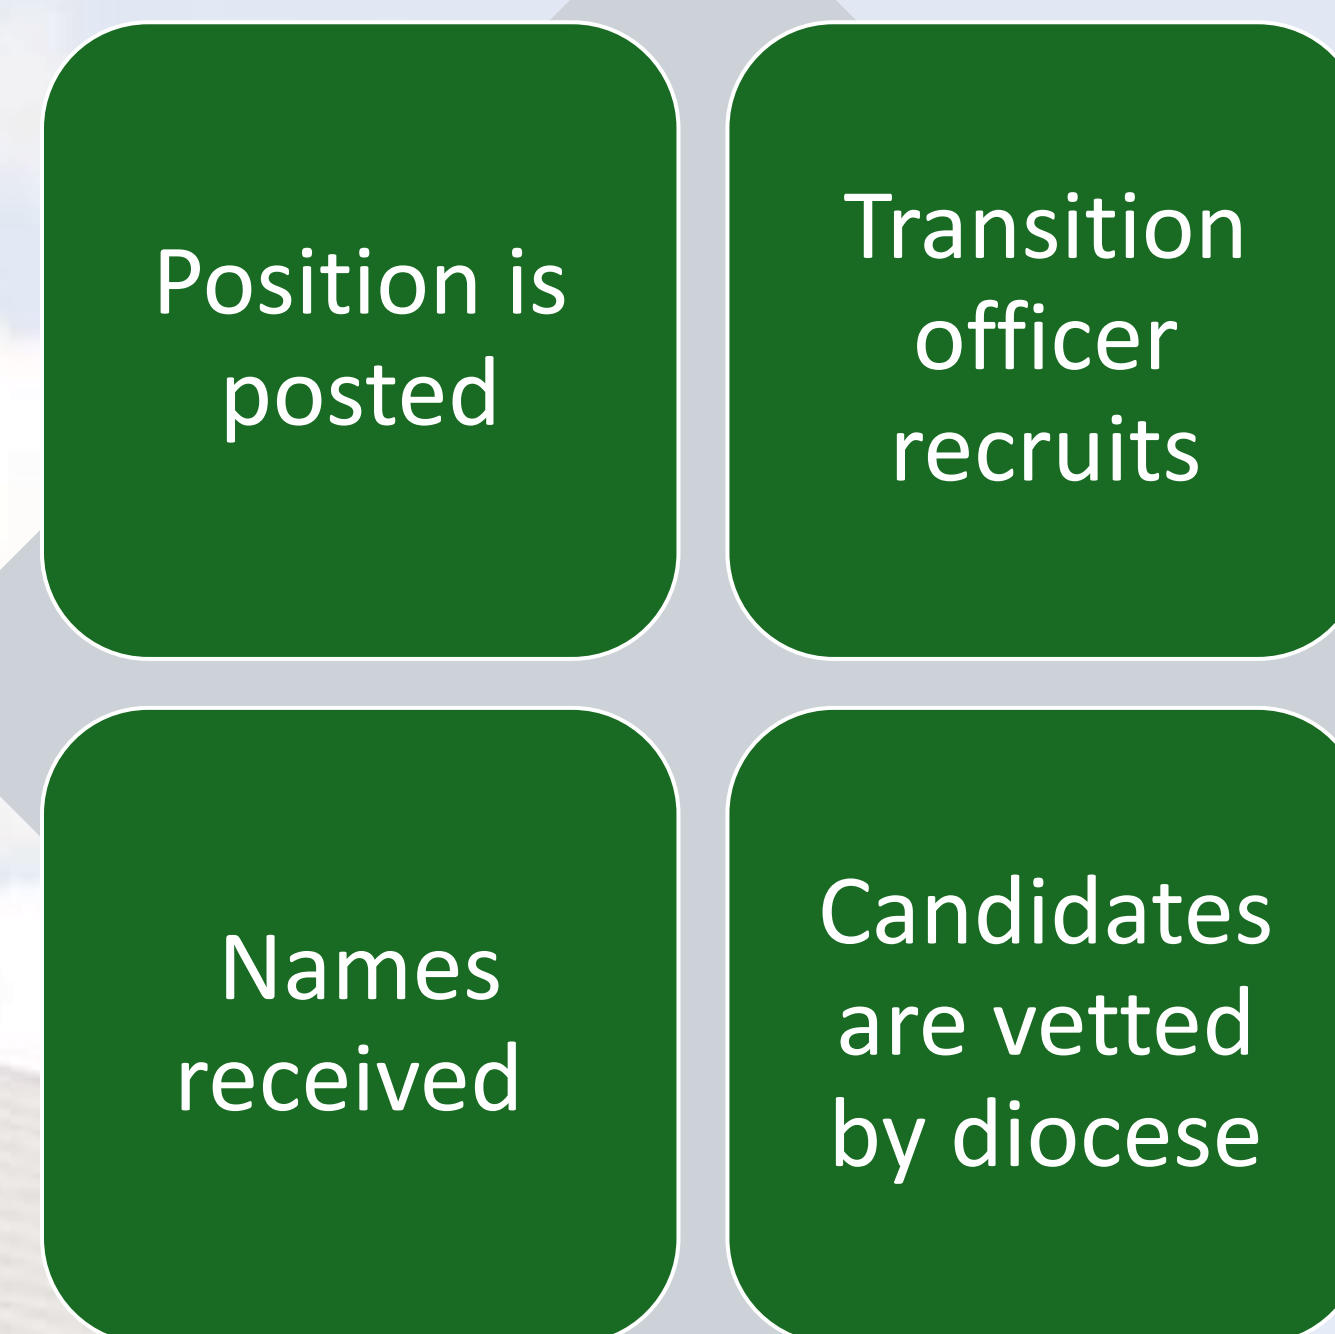 Position is
posted
Transition
officer
recruits
Names
received
Candidates
are vetted
by diocese